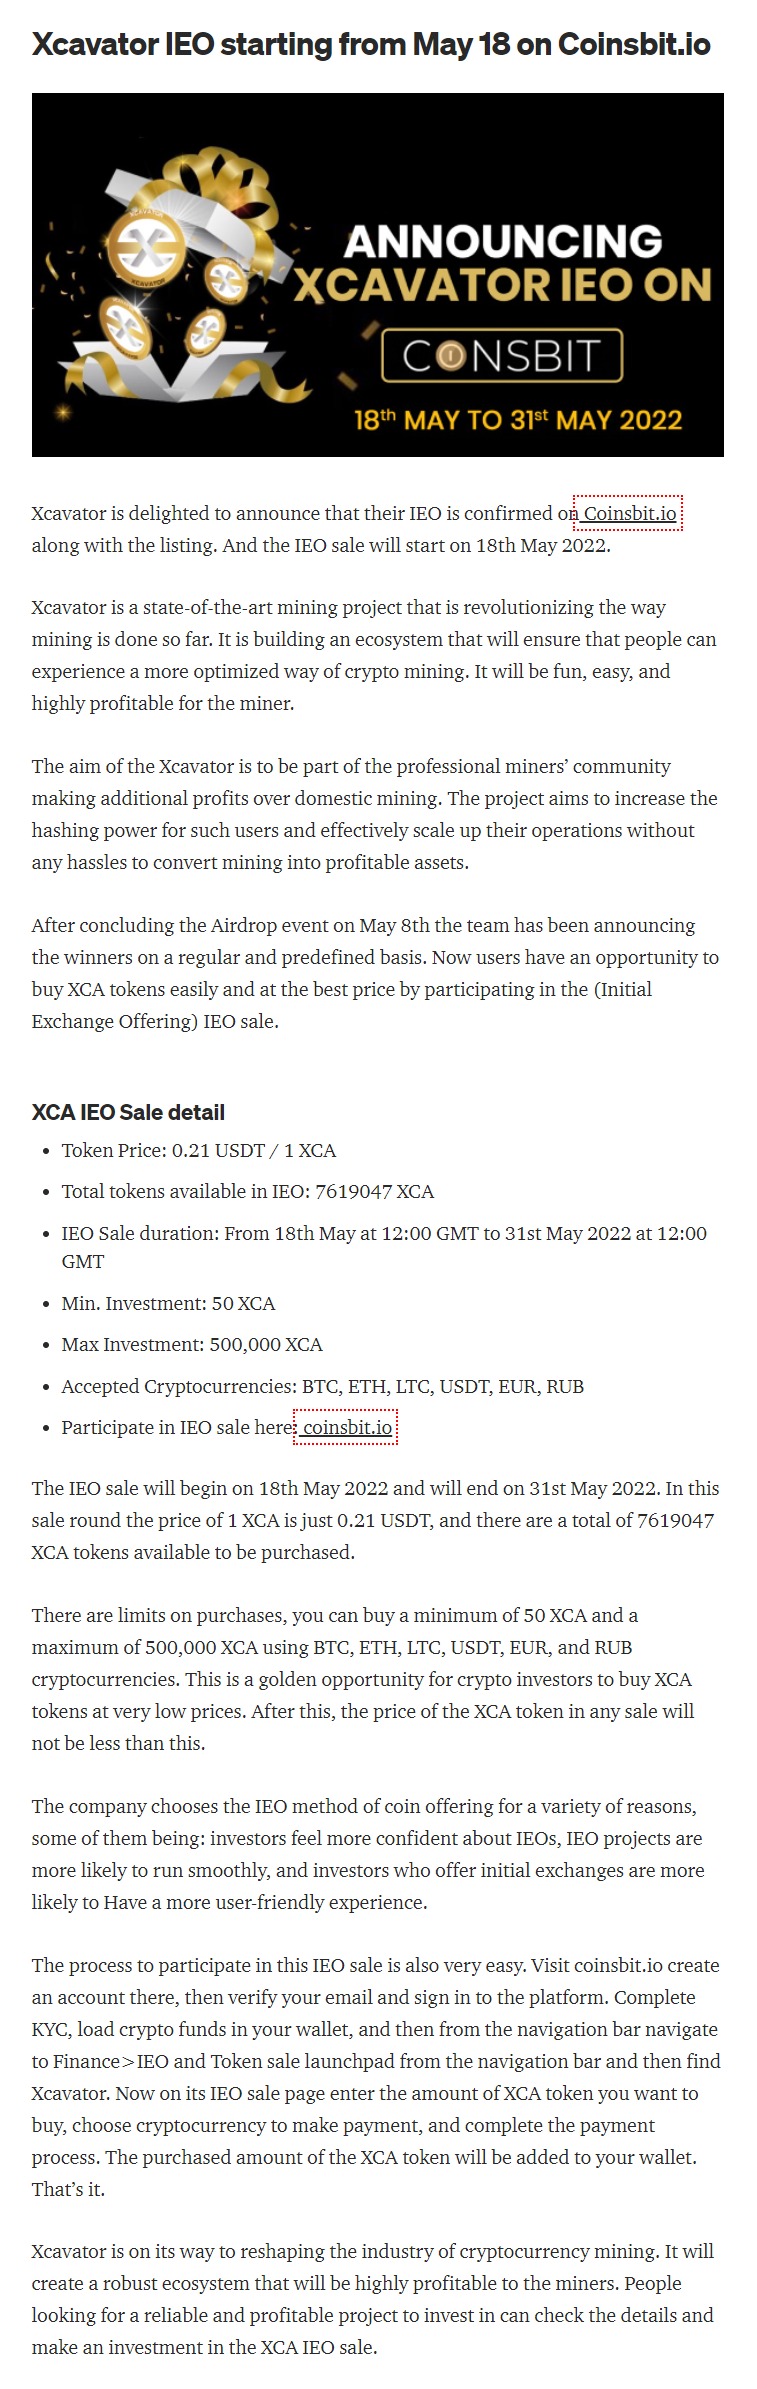 Xcavator IEO starting from May 18 on Coinsbit.io
ANNOUNCING
XCAVATOR IEO ON
COINSBIT
18th MAY TO 31st MAY 2022
XCAVATOR
Xcavator is delighted to announce that their IEO is confirmed on Coinsbit.io
along with the listing. And the IEO sale will start on 18th May 2022.
Xcavator is a state-of-the-art mining project that is revolutionizing the way
mining is done so far. It is building an ecosystem that will ensure that people can
experience a more optimized way of crypto mining. It will be fun, easy, and
highly profitable for the miner.
The aim of the Xcavator is to be part of the professional miners’ community
making additional profits over domestic mining. The project aims to increase the
hashing power for such users and effectively scale up their operations without
any hassles to convert mining into profitable assets.
After concluding the Airdrop event on May 8th the team has been announcing
the winners on a regular and predefined basis. Now users have an opportunity to
buy XCA tokens easily and at the best price by participating in the (Initial
Exchange Offering) IEO sale.
XCA IEO Sale detail
• Token Price: 0.21 USDT / 1 XCA
• Total tokens available in IEO: 7619047 XCA
• IEO Sale duration: From 18th May at 12:00 GMT to 31st May 2022 at 12:00
GMT
• Min. Investment: 50 XCA
• Max Investment: 500,000 XCA
• Accepted Cryptocurrencies: BTC, ETH, LTC, USDT, EUR, RUB
• Participate in IEO sale here: coinsbit.io
The IEO sale will begin on 18th May 2022 and will end on 31st May 2022. In this
sale round the price of 1 XCA is just 0.21 USDT, and there are a total of 7619047
XCA tokens available to be purchased.
There are limits on purchases, you can buy a minimum of 50 XCA and a
maximum of 500,000 XCA using BTC, ETH, LTC, USDT, EUR, and RUB
cryptocurrencies. This is a golden opportunity for crypto investors to buy XCA
tokens at very low prices. After this, the price of the XCA token in any sale will
not be less than this.
The company chooses the IEO method of coin offering for a variety of reasons,
some of them being: investors feel more confident about IEOs, IEO projects are
more likely to run smoothly, and investors who offer initial exchanges are more
likely to Have a more user-friendly experience.
The process to participate in this IEO sale is also very easy. Visit coinsbit.io create
an account there, then verify your email and sign in to the platform. Complete
KYC, load crypto funds in your wallet, and then from the navigation bar navigate
to Finance>IEO and Token sale launchpad from the navigation bar and then find
Xcavator. Now on its IEO sale page enter the amount of XCA token you want to
buy, choose cryptocurrency to make payment, and complete the payment
process. The purchased amount of the XCA token will be added to your wallet.
That’s it.
Xcavator is on its way to reshaping the industry of cryptocurrency mining. It will
create a robust ecosystem that will be highly profitable to the miners. People
looking for a reliable and profitable project to invest in can check the details and
make an investment in the XCA IEO sale.